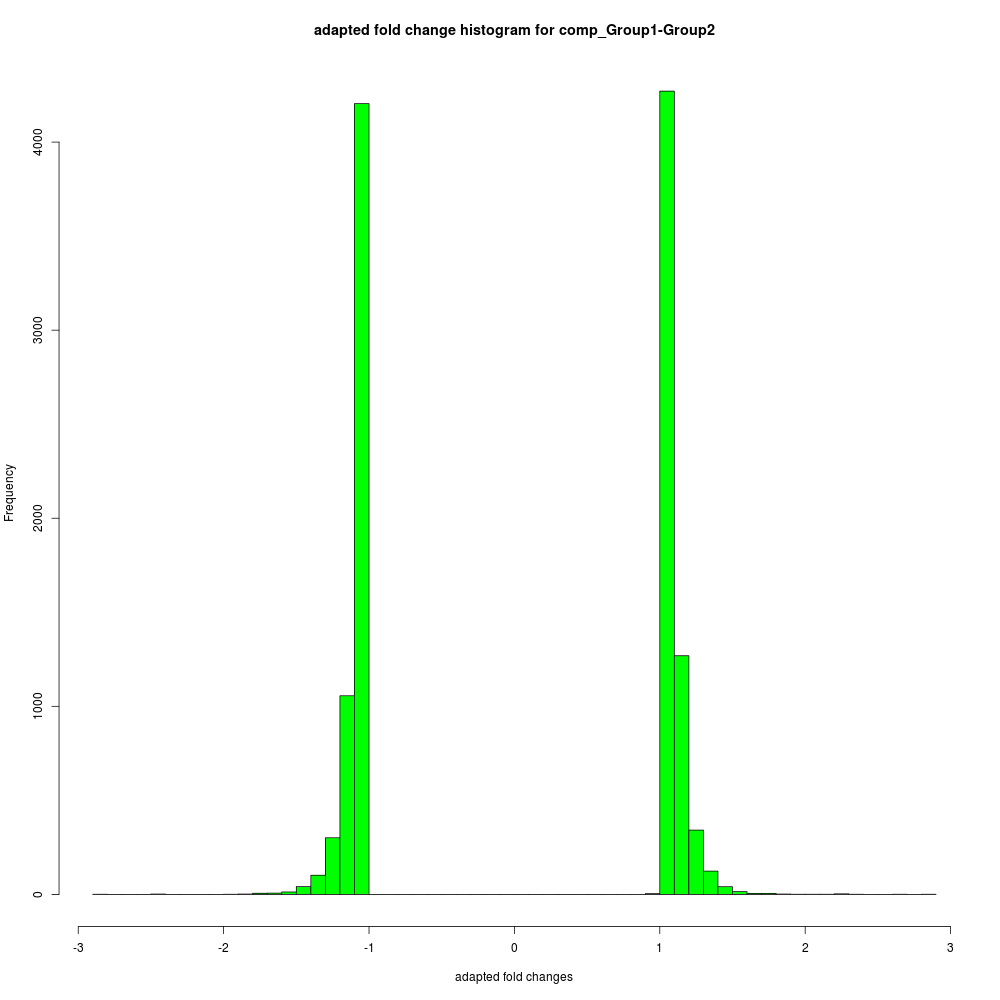 adapted fold change histogram for comp_Group1-Group2
Frequency
4000
3000
2000
1000
0
-3 -2 -1 0 1 2 3
adapted fold changes